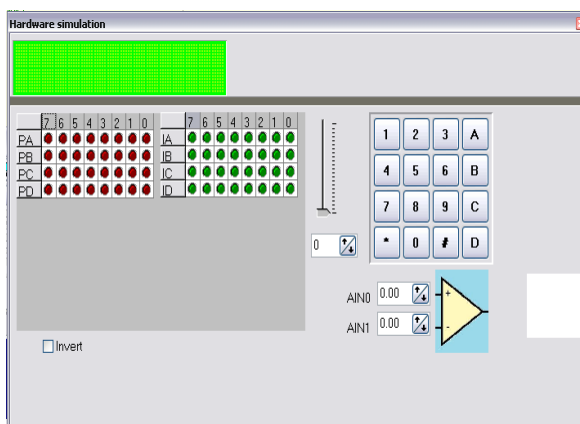 Hardware simulation
7 6 5 4 3 2 1 0
7 6 5 4 3 2 1 0
PA
IA
PB
IB
PC
IC
PD
ID
1 2 3 A
4 5 6 B
7 8 9 C
* 0 # D
0
AIN0 0.00
+
AIN1 0.00
-
Invert